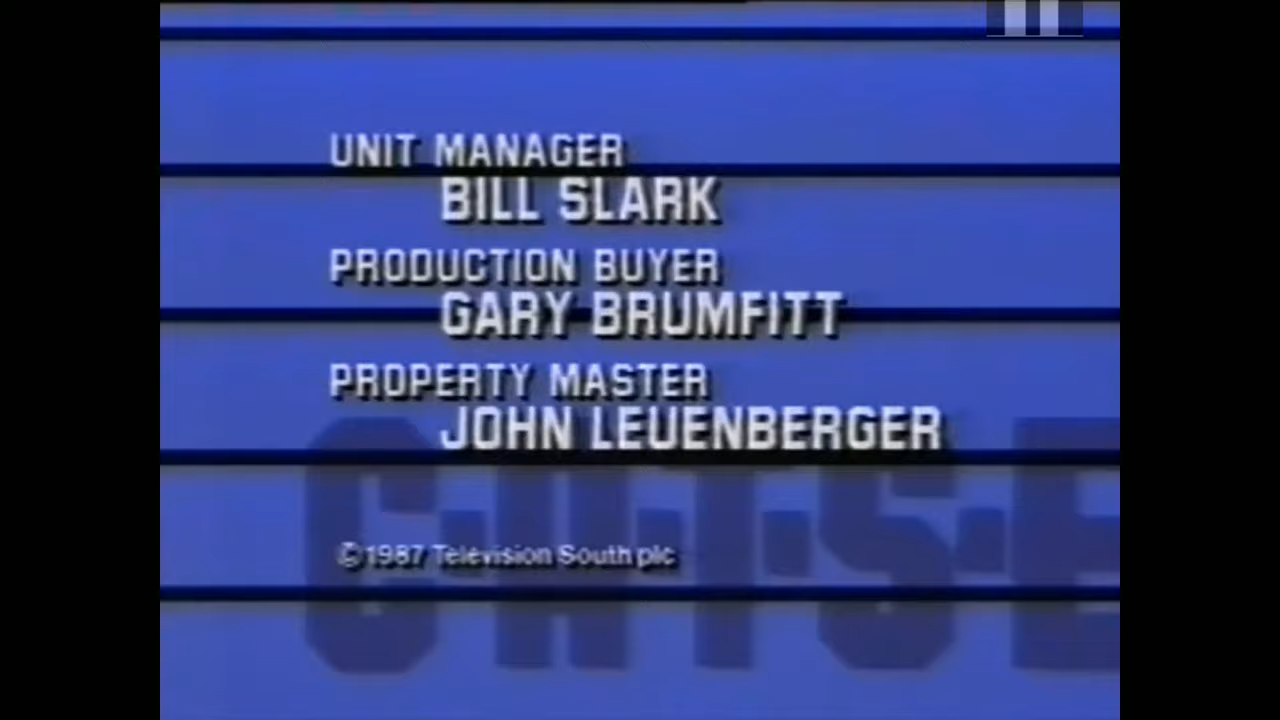 UNIT MANAGER
BILL SLARK
PRODUCTION BUYER
GARY BRUMFITT
PROPERTY MASTER
JOHN LEUENBERGER
©1987 Television South plc
C·A·T·S·E